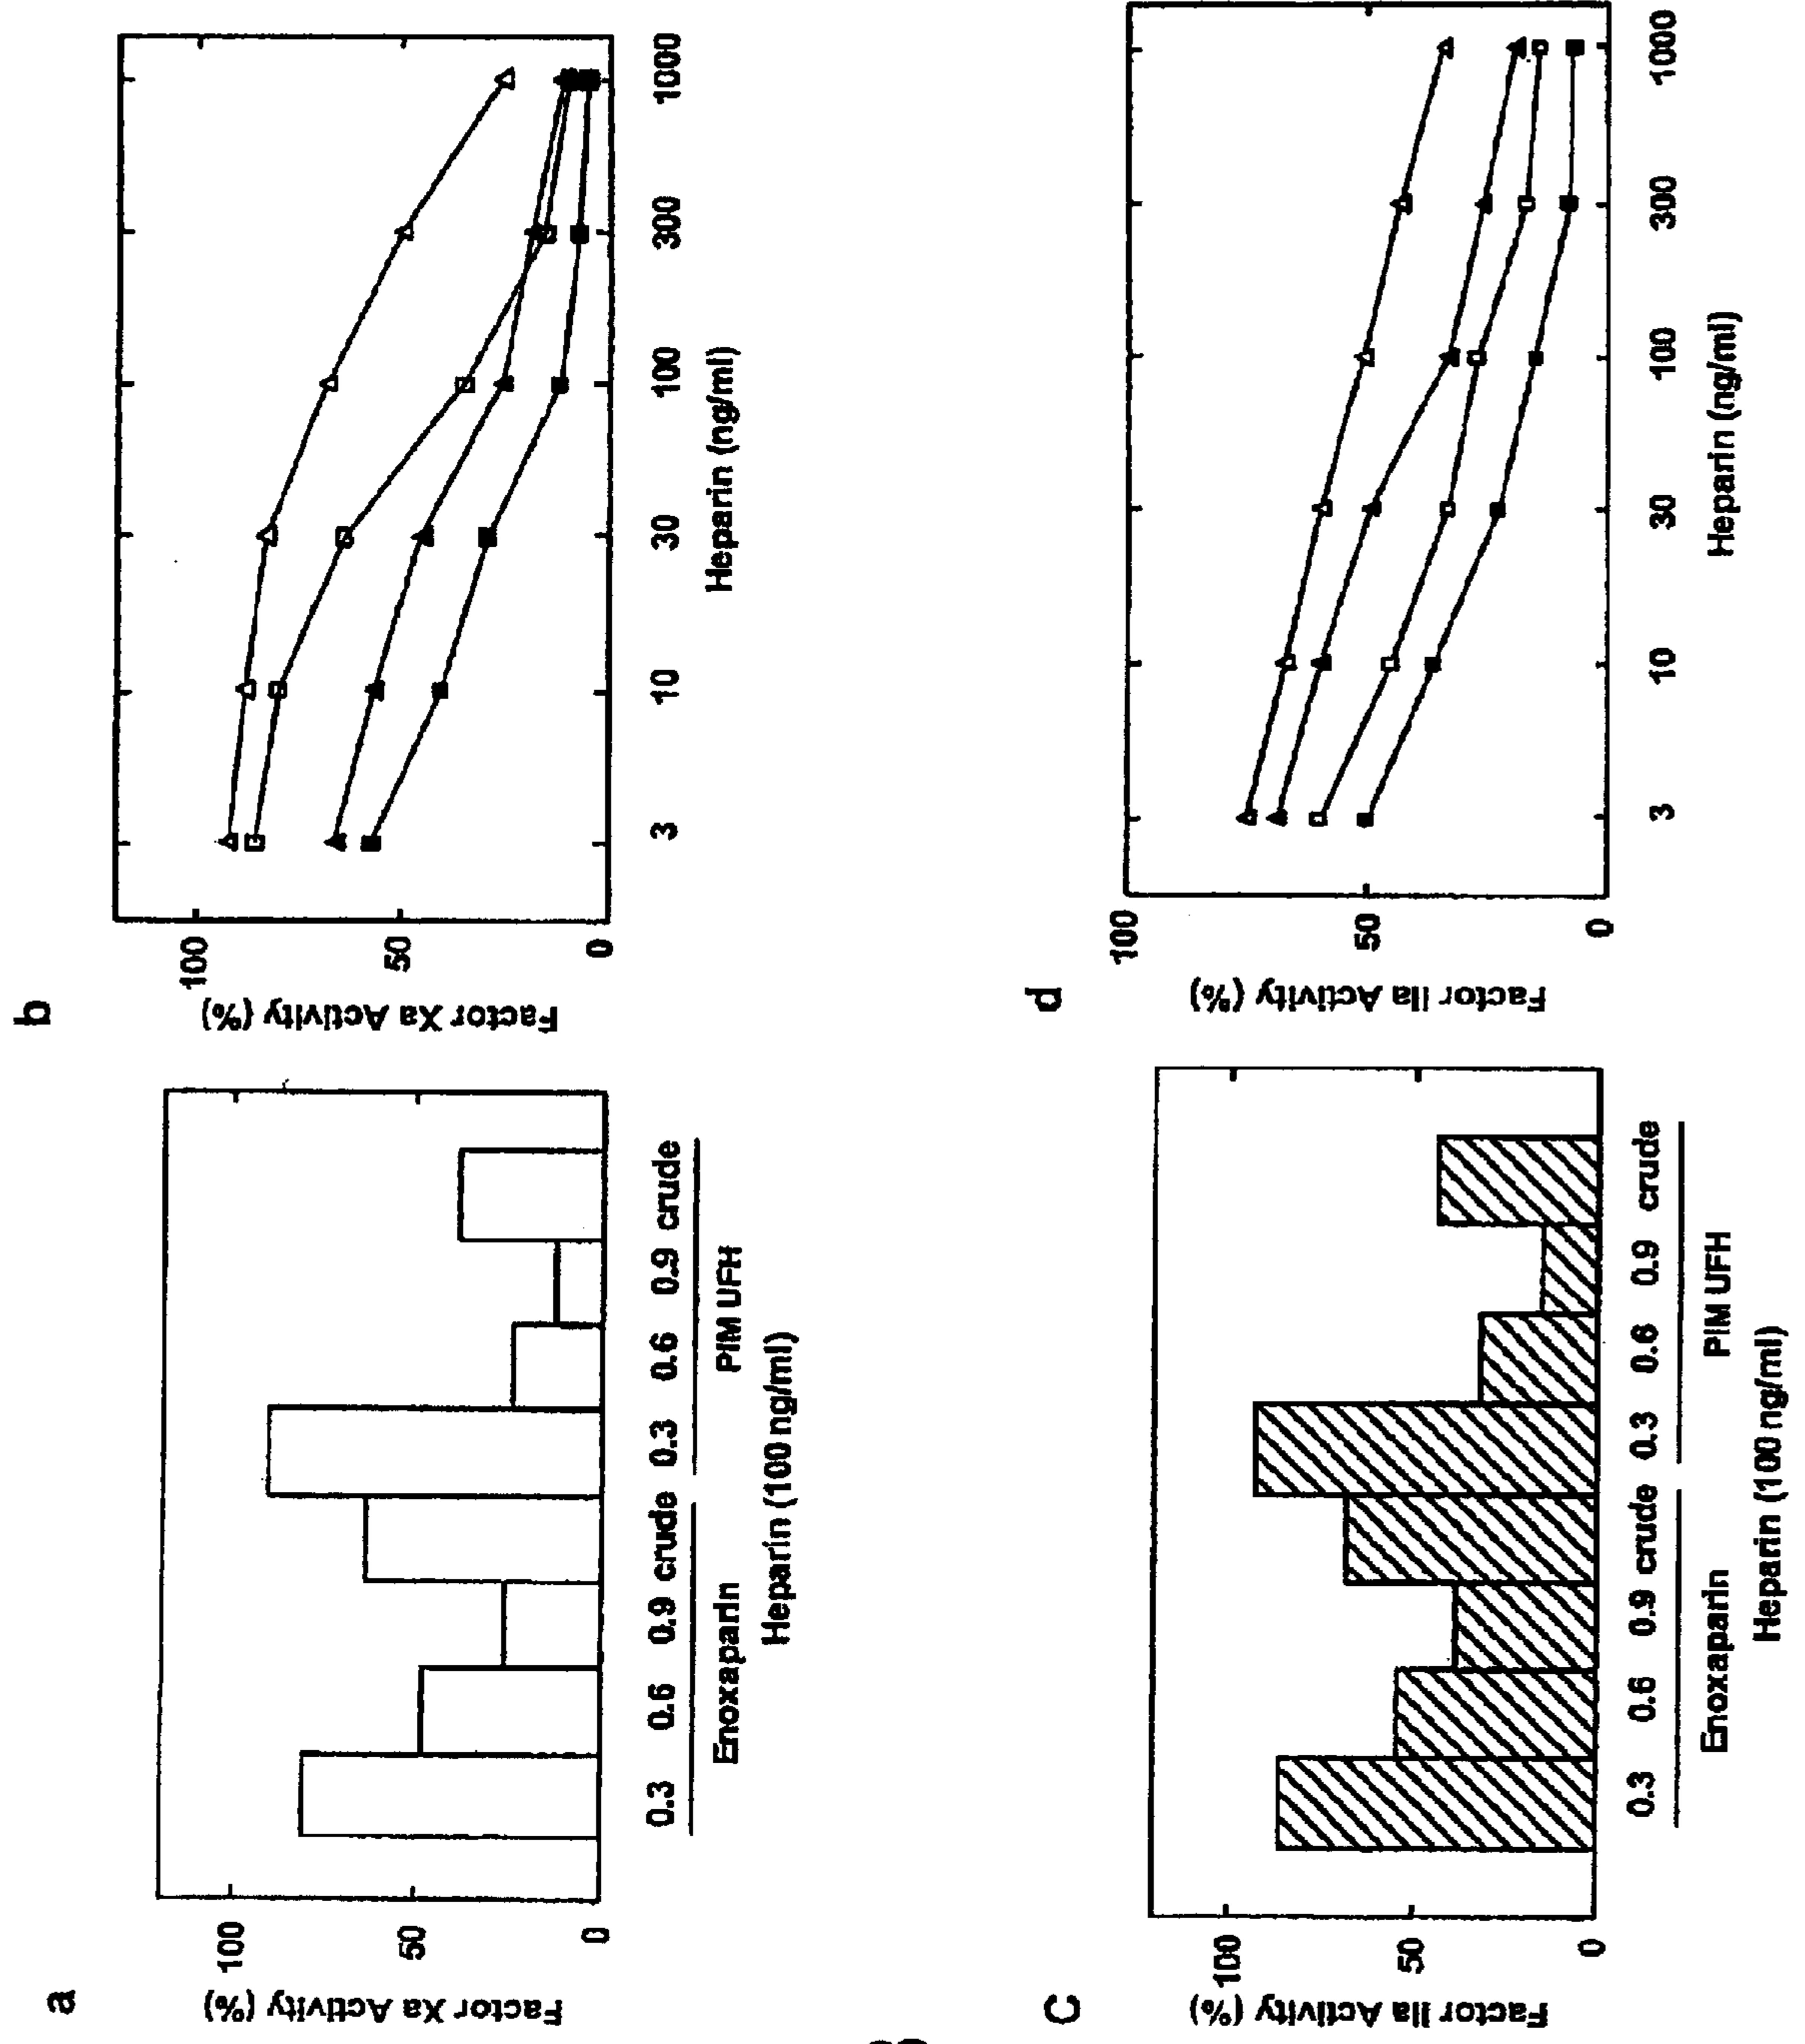 a
Factor Xa Activity (%)
100
50
0
0.3 0.6 0.9 crude 0.3 0.6 0.9 crude
Enoxaparin PIM UFH
Heparin (100 ng/ml)
b
Factor Xa Activity (%)
100
50
0
3 10 30 100 300 1000
Heparin (ng/ml)
c
Factor IIa Activity (%)
100
50
0
0.3 0.6 0.9 crude 0.3 0.6 0.9 crude
Enoxaparin PIM UFH
Heparin (100 ng/ml)
d
Factor IIa Activity (%)
100
50
0
3 10 30 100 300 1000
Heparin (ng/ml)